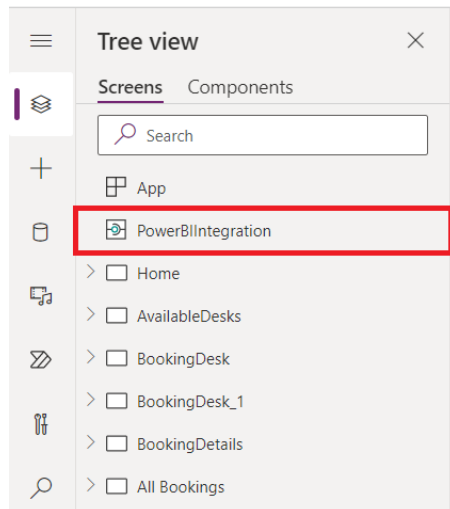 Tree view
Screens Components
Search
App
PowerBIIntegration
Home
AvailableDesks
BookingDesk
BookingDesk_1
BookingDetails
All Bookings